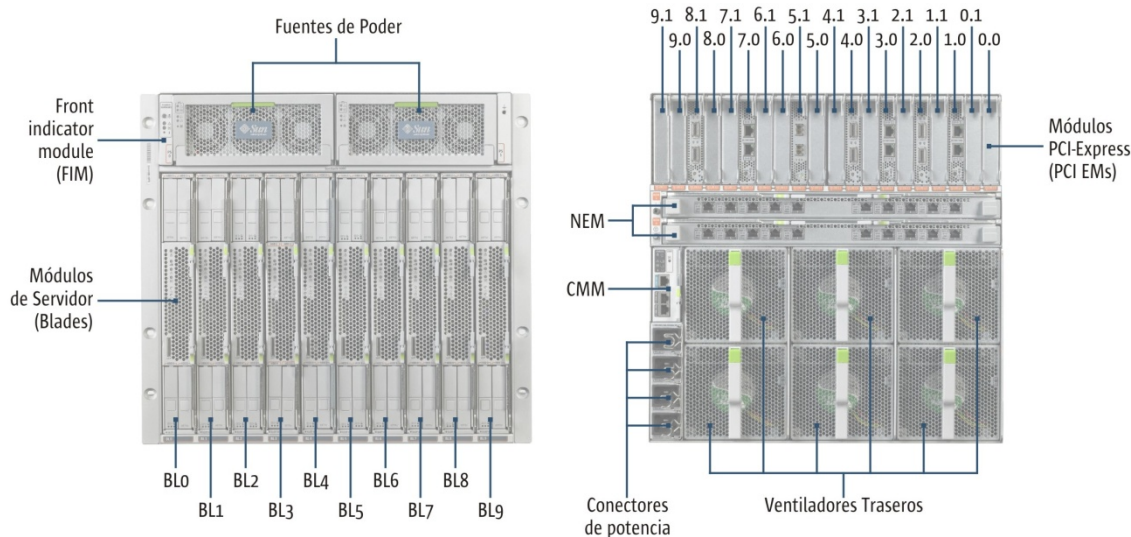 Fuentes de Poder
Front
indicator
module
(FIM)
Sun
Sun
Módulos
de Servidor
(Blades)
BL0
BL2
BL4
BL6
BL8
BL1
BL3
BL5
BL7
BL9
9.1 8.1 7.1 6.1 5.1 4.1 3.1 2.1 1.1 0.1
9.0 8.0 7.0 6.0 5.0 4.0 3.0 2.0 1.0 0.0
Módulos
PCI-Express
(PCI EMs)
NEM
CMM
Conectores
de potencia
Ventiladores Traseros